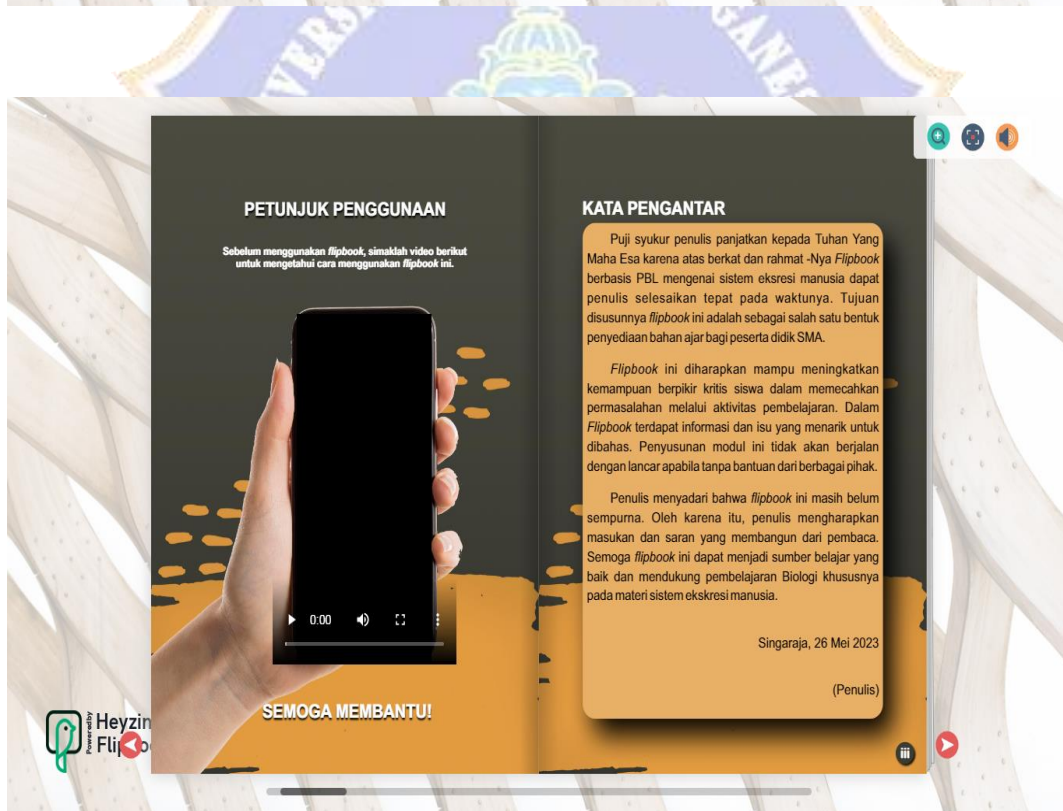 PETUNJUK PENGGUNAAN
Sebelum menggunakan flipbook, simaklah video berikut
untuk mengetahui cara menggunakan flipbook ini.
0:00
SEMOGA MEMBANTU!
KATA PENGANTAR
Puji syukur penulis panjatkan kepada Tuhan Yang
Maha Esa karena atas berkat dan rahmat -Nya Flipbook
berbasis PBL mengenai sistem eksresi manusia dapat
penulis selesaikan tepat pada waktunya. Tujuan
disusunnya flipbook ini adalah sebagai salah satu bentuk
penyediaan bahan ajar bagi peserta didik SMA.
Flipbook ini diharapkan mampu meningkatkan
kemampuan berpikir kritis siswa dalam memecahkan
permasalahan melalui aktivitas pembelajaran. Dalam
Flipbook terdapat informasi dan isu yang menarik untuk
dibahas. Penyusunan modul ini tidak akan berjalan
dengan lancar apabila tanpa bantuan dari berbagai pihak.
Penulis menyadari bahwa flipbook ini masih belum
sempurna. Oleh karena itu, penulis mengharapkan
masukan dan saran yang membangun dari pembaca.
Semoga flipbook ini dapat menjadi sumber belajar yang
baik dan mendukung pembelajaran Biologi khususnya
pada materi sistem ekskresi manusia.
Singaraja, 26 Mei 2023
(Penulis)
iii
Powered by
Heyzin